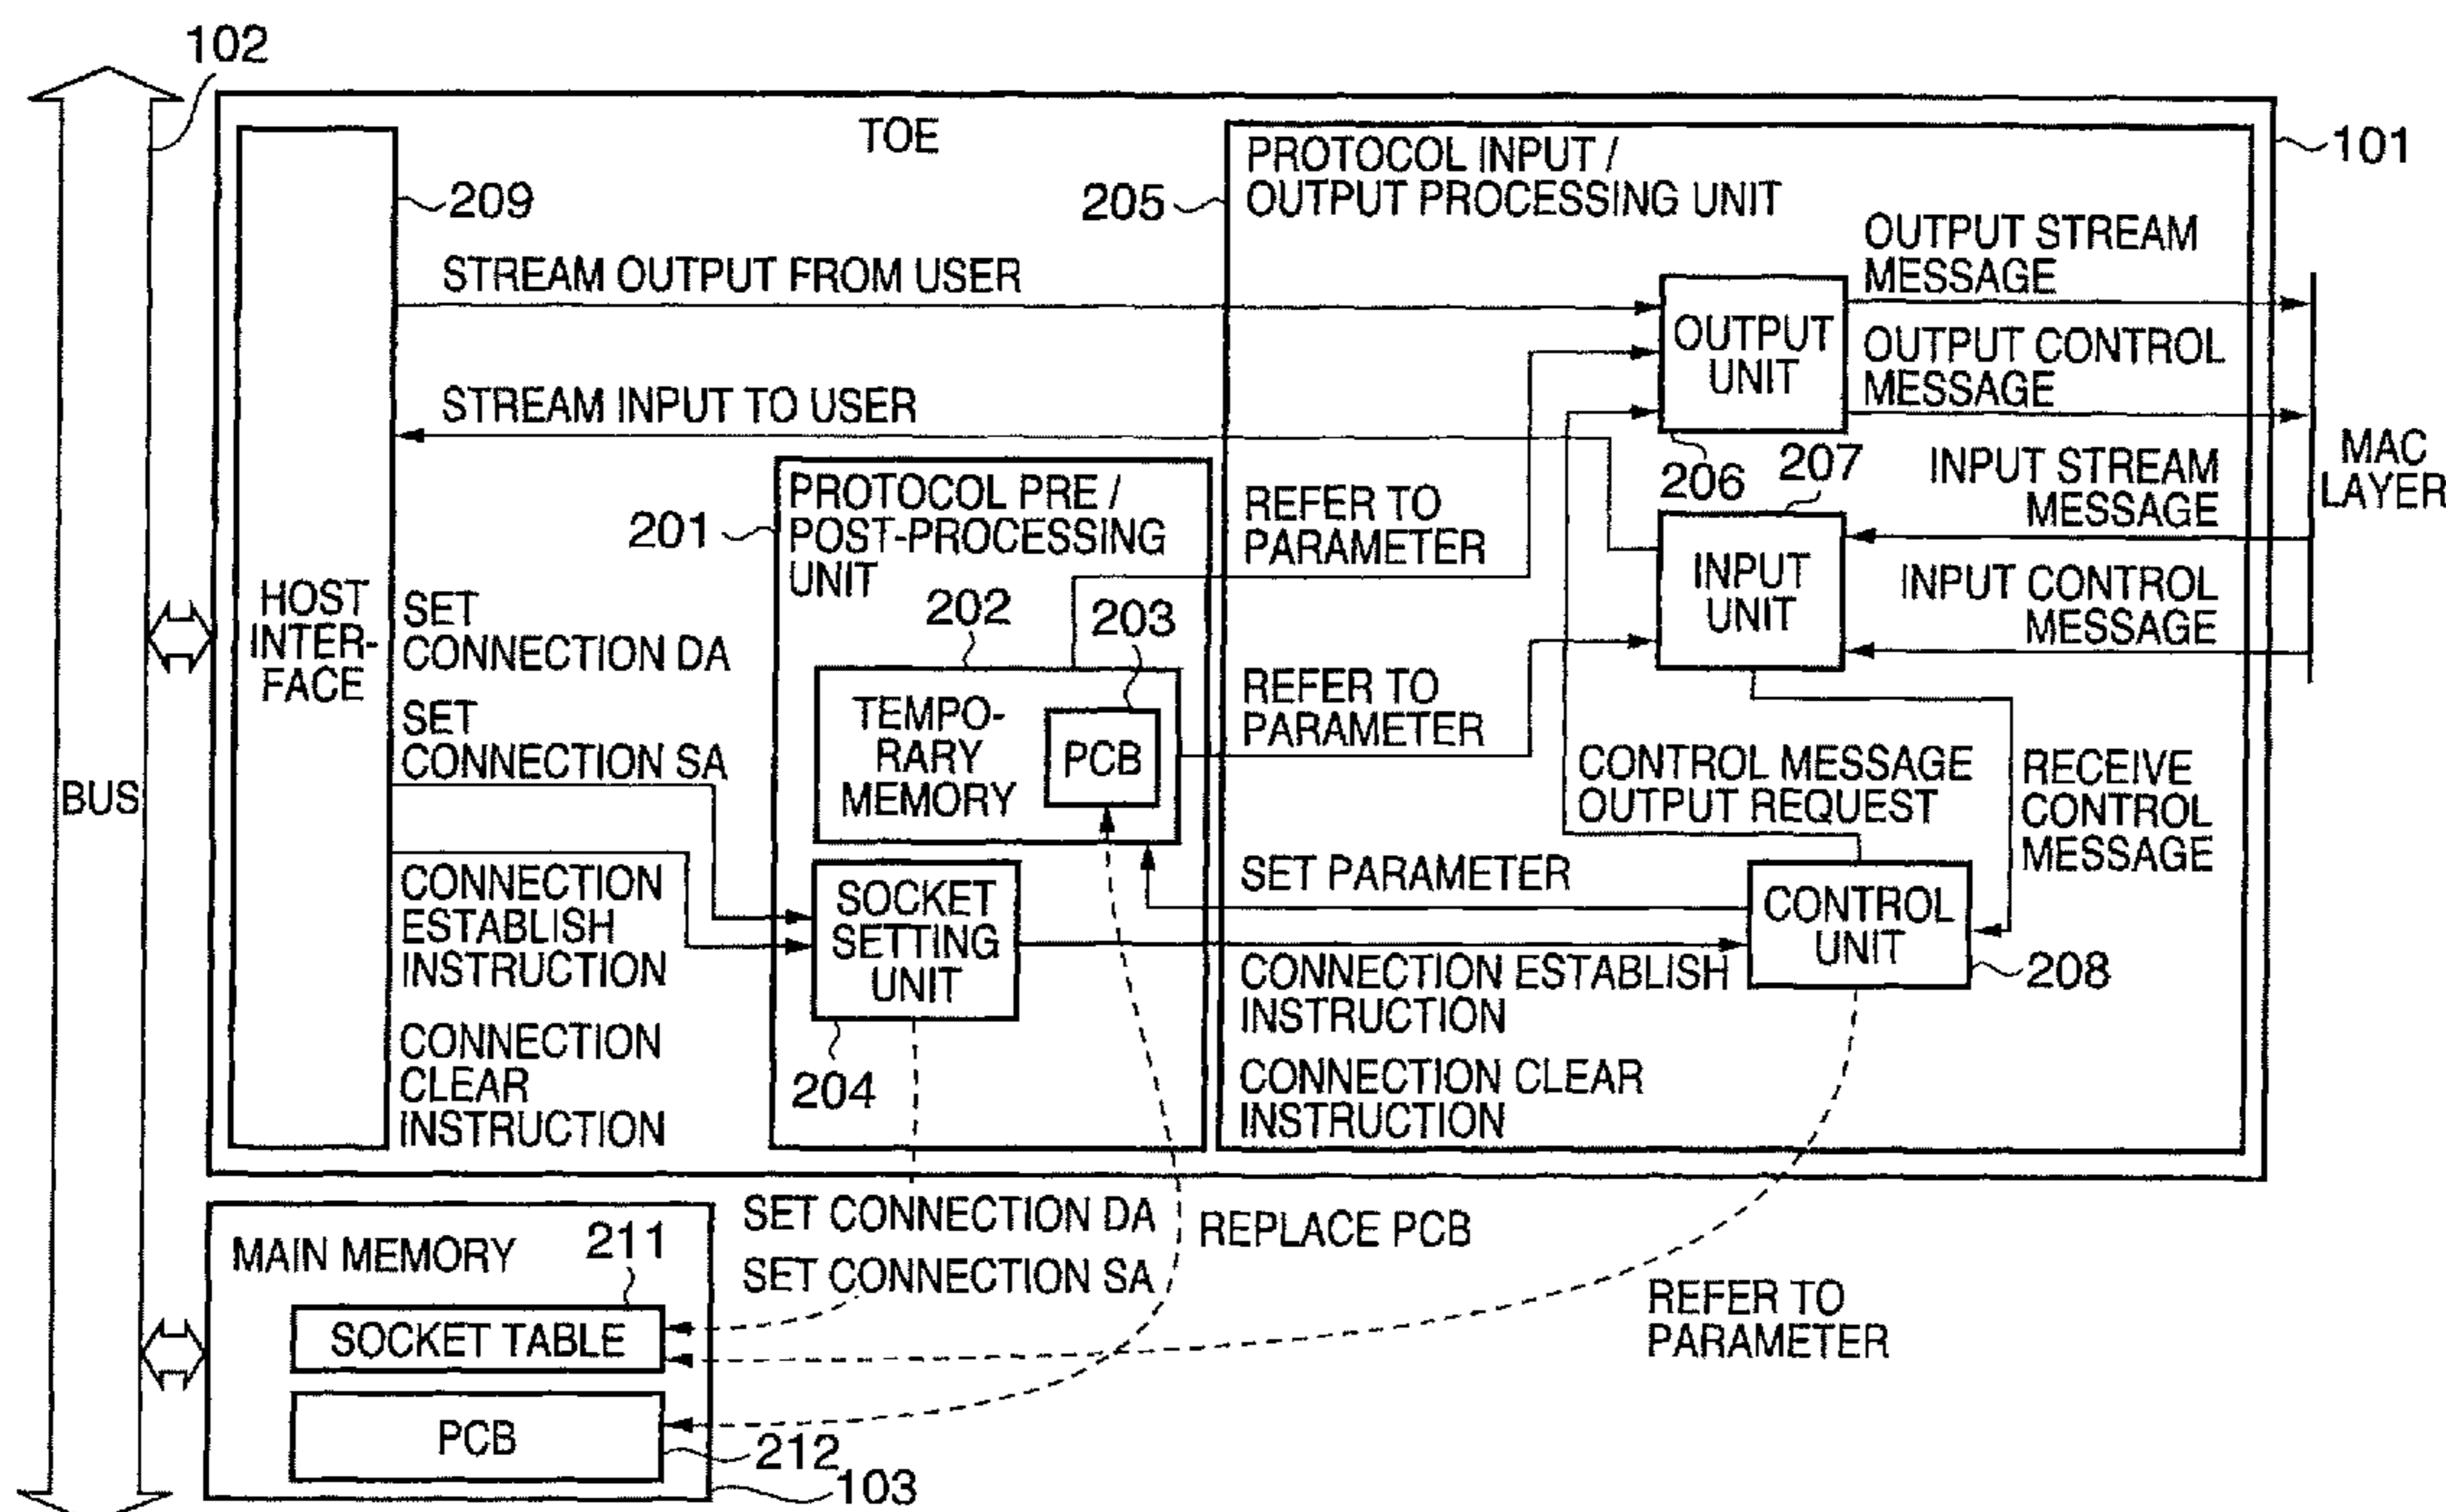 102
TOE
101
209
205
PROTOCOL INPUT /
OUTPUT PROCESSING UNIT
STREAM OUTPUT FROM USER
OUTPUT STREAM
MESSAGE
OUTPUT
UNIT
OUTPUT CONTROL
MESSAGE
STREAM INPUT TO USER
206
207
INPUT STREAM
MESSAGE
MAC
LAYER
201
PROTOCOL PRE /
POST-PROCESSING
UNIT
REFER TO
PARAMETER
INPUT
UNIT
INPUT CONTROL
MESSAGE
HOST
INTER-
FACE
SET
CONNECTION DA
202
203
SET
CONNECTION SA
TEMPO-
RARY
MEMORY
PCB
REFER TO
PARAMETER
BUS
CONTROL MESSAGE
OUTPUT REQUEST
RECEIVE
CONTROL
MESSAGE
CONNECTION
ESTABLISH
INSTRUCTION
SOCKET
SETTING
UNIT
SET PARAMETER
CONTROL
UNIT
208
CONNECTION ESTABLISH
INSTRUCTION
CONNECTION
CLEAR
INSTRUCTION
204
CONNECTION CLEAR
INSTRUCTION
MAIN MEMORY
211
SET CONNECTION DA
SET CONNECTION SA
REPLACE PCB
SOCKET TABLE
REFER TO
PARAMETER
PCB
212
103